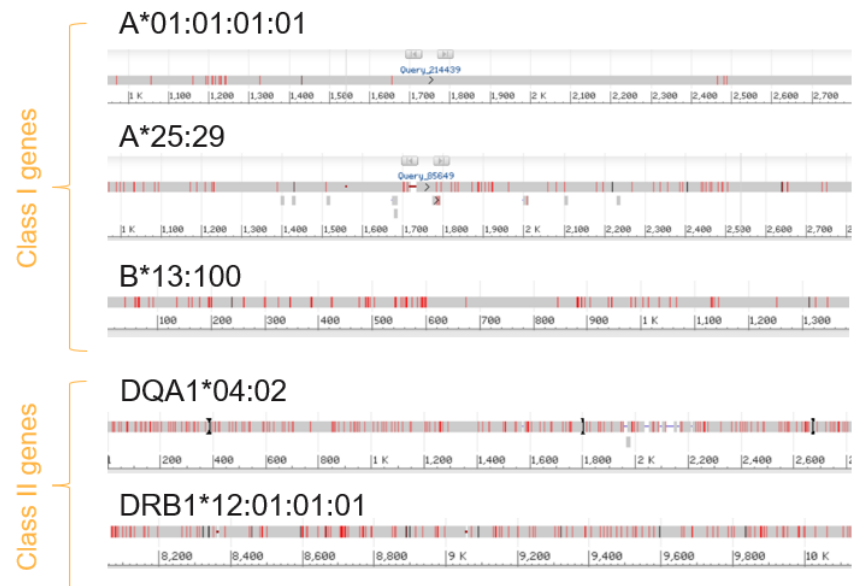 Class I genes
A*01:01:01:01
Query_214439
1 K 1,100 1,200 1,300 1,400 1,500 1,600 1,700 1,800 1,900 2 K 2,100 2,200 2,300 2,400 2,500 2,600 2,700
A*25:29
Query_85649
1 K 1,100 1,200 1,300 1,400 1,500 1,600 1,700 1,800 1,900 2 K 2,100 2,200 2,300 2,400 2,500 2,600 2,700 2
B*13:100
100 200 300 400 500 600 700 800 900 1 K 1,100 1,200 1,300
Class II genes
DQA1*04:02
200 400 600 800 1 K 1,200 1,400 1,600 1,800 2 K 2,200 2,400 2,600 2
DRB1*12:01:01:01
8,200 8,400 8,600 8,800 9 K 9,200 9,400 9,600 9,800 10 K